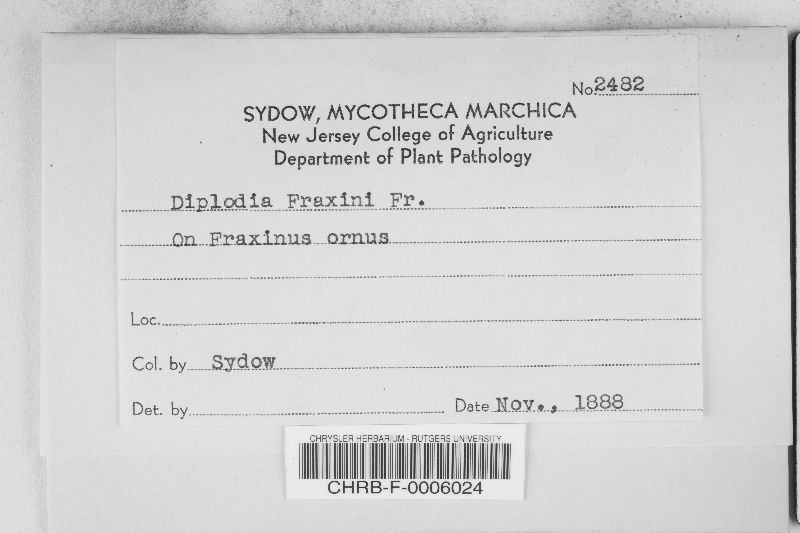 No 2482
SYDOW, MYCOTHECA MARCHICA
New Jersey College of Agriculture
Department of Plant Pathology
Diplodia Fraxini Fr.
On Fraxinus ornus
Loc.
Col. by Sydow
Det. by Date Nov., 1888
CHRYSLER HERBARIUM - RUTGERS UNIVERSITY
CHRB-F-0006024